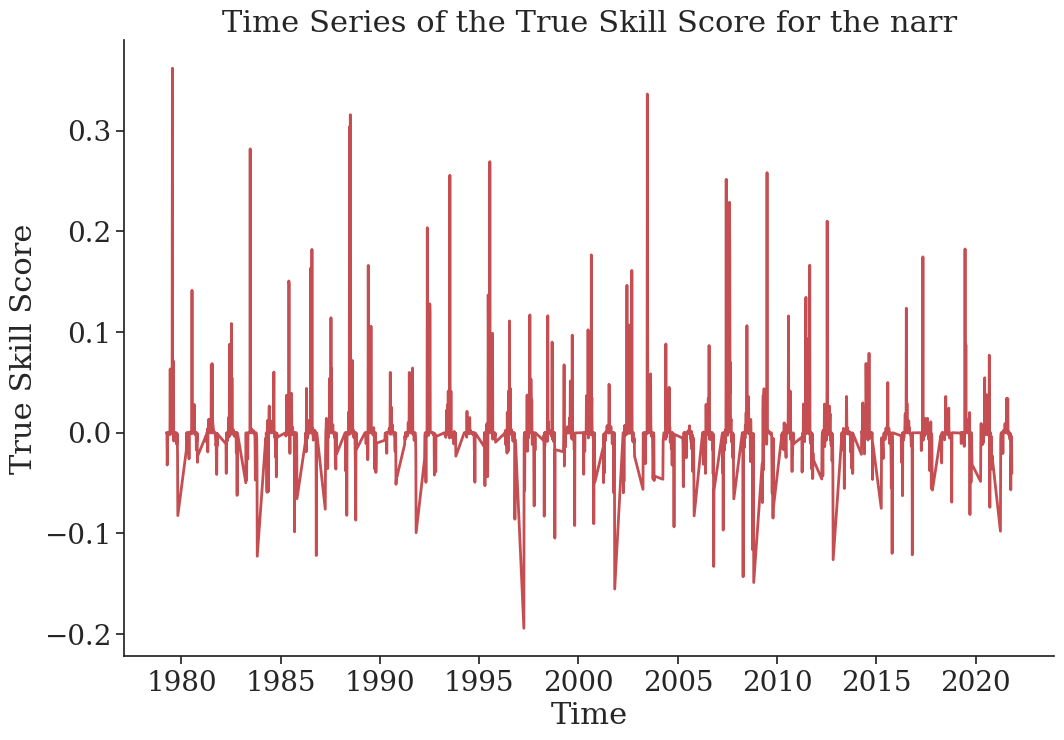 Time Series of the True Skill Score for the narr
True Skill Score
0.3
0.2
0.1
0.0
−0.1
−0.2
1980 1985 1990 1995 2000 2005 2010 2015 2020
Time